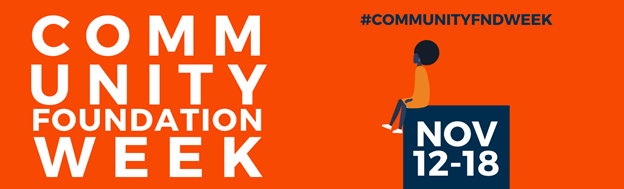 COMM
UNITY
FOUNDATION
WEEK
#COMMUNITYFNDWEEK
NOV
12-18